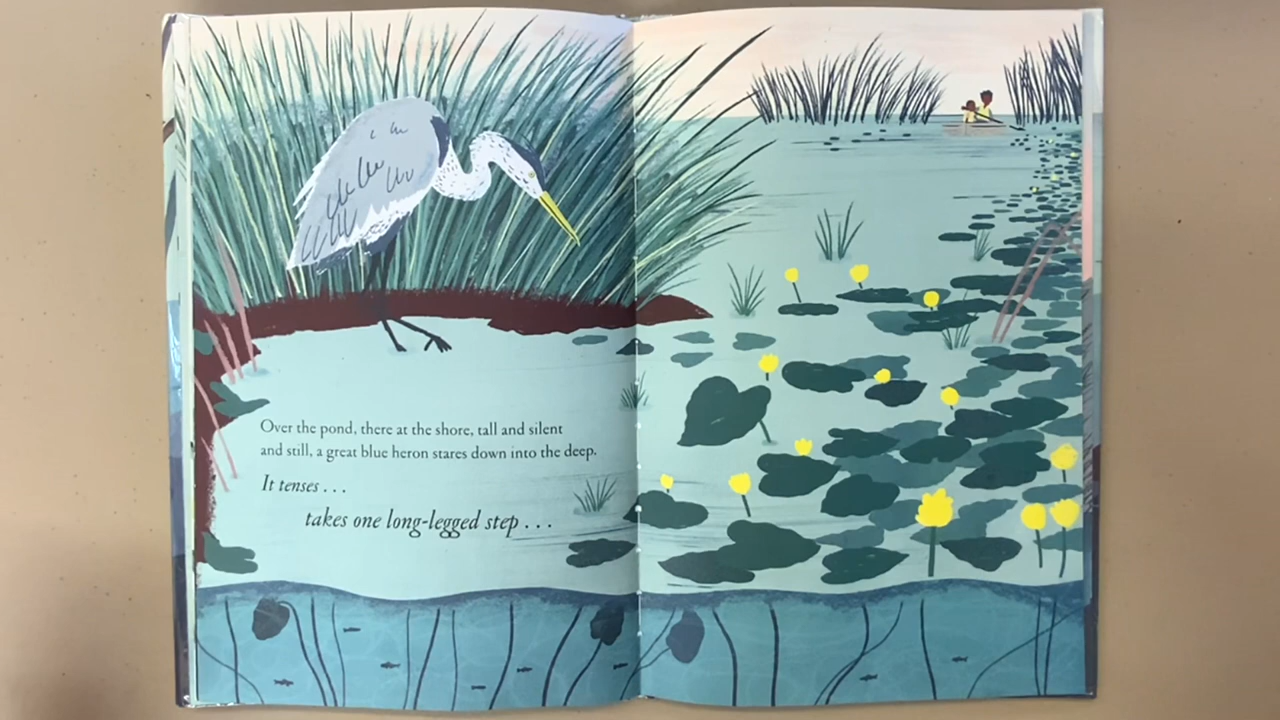 Over the pond, there at the shore, tall and silent
and still, a great blue heron stares down into the deep.
It tenses . . .
takes one long-legged step . . .